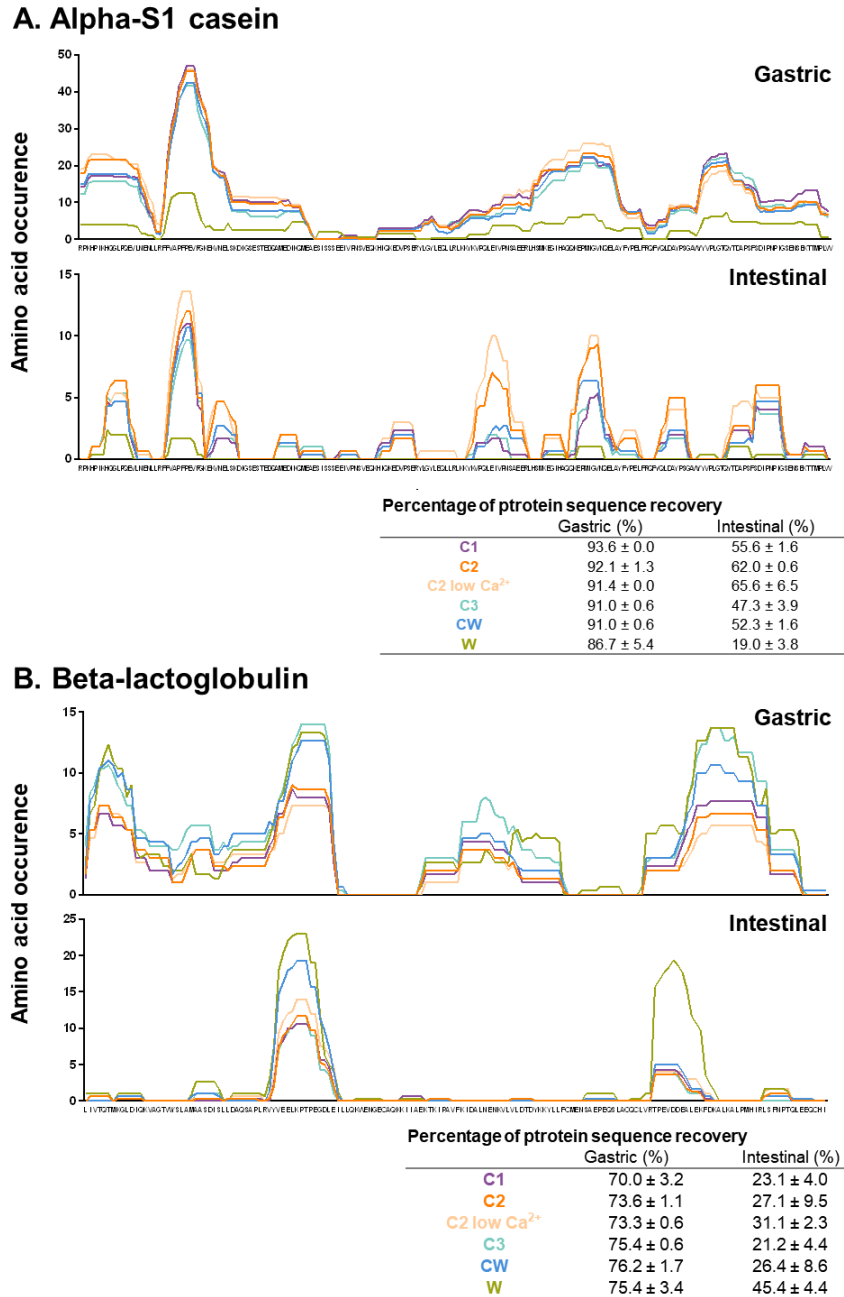 A. Alpha-S1 casein
50
40
30
20
10
0
Gastric
Amino acid occurence
15
10
5
0
Intestinal
Percentage of ptrotein sequence recovery
Gastric (%) Intestinal (%)
C1 93.6 ± 0.0 55.6 ± 1.6
C2 92.1 ± 1.3 62.0 ± 0.6
C2 low Ca²⁺ 91.4 ± 0.0 65.6 ± 6.5
C3 91.0 ± 0.6 47.3 ± 3.9
CW 91.0 ± 0.6 52.3 ± 1.6
W 86.7 ± 5.4 19.0 ± 3.8
B. Beta-lactoglobulin
15
10
5
0
Gastric
Amino acid occurence
25
20
15
10
5
0
Intestinal
Percentage of ptrotein sequence recovery
Gastric (%) Intestinal (%)
C1 70.0 ± 3.2 23.1 ± 4.0
C2 73.6 ± 1.1 27.1 ± 9.5
C2 low Ca²⁺ 73.3 ± 0.6 31.1 ± 2.3
C3 75.4 ± 0.6 21.2 ± 4.4
CW 76.2 ± 1.7 26.4 ± 8.6
W 75.4 ± 3.4 45.4 ± 4.4